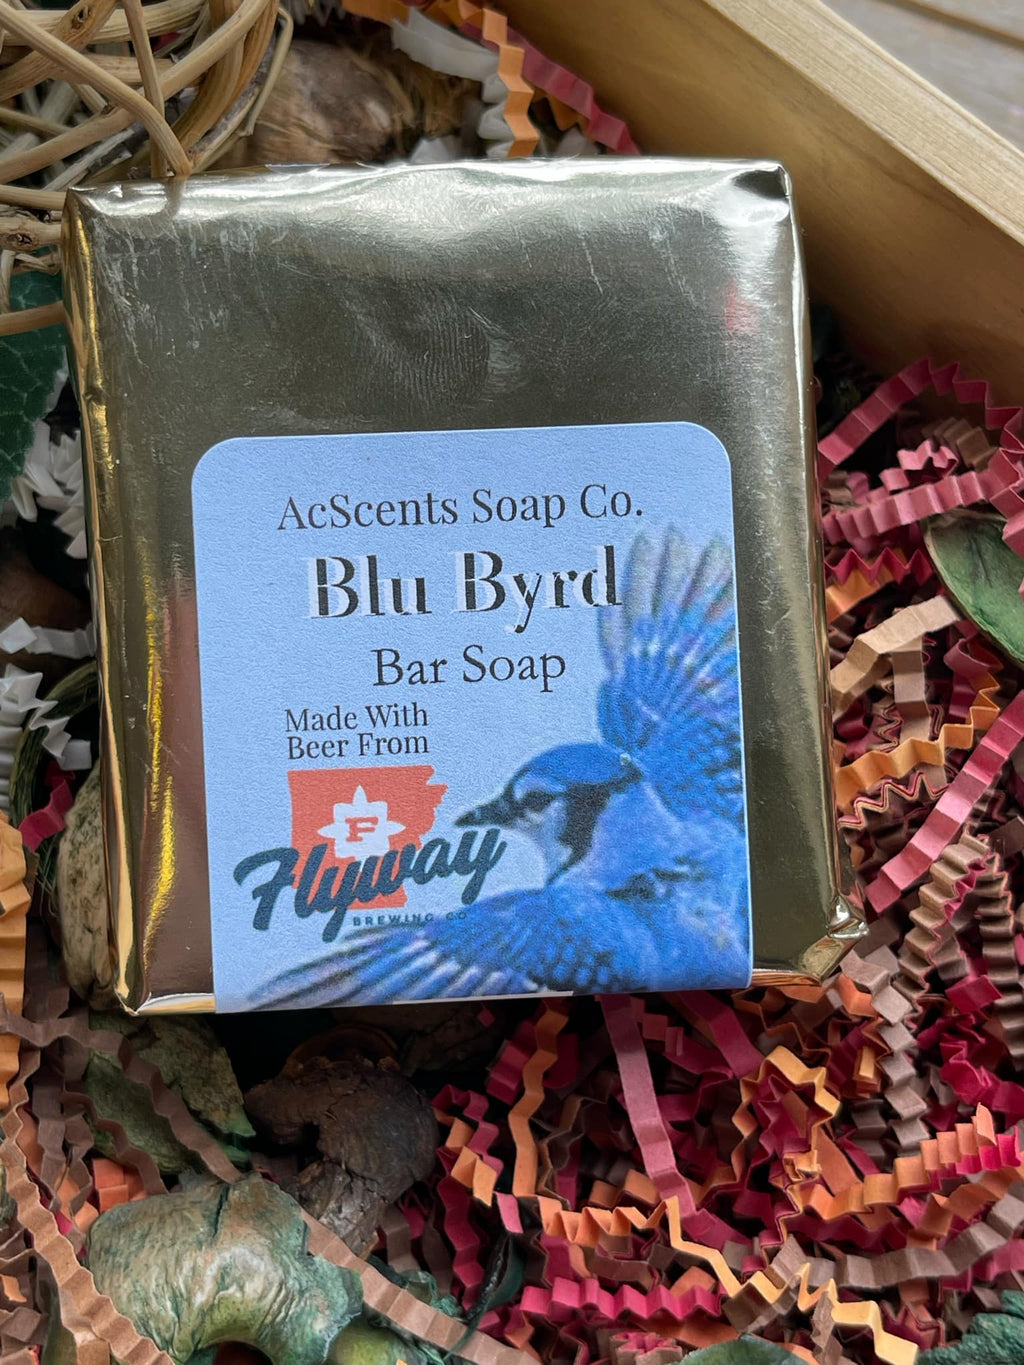 AcScents Soap Co.
Blu Byrd
Bar Soap
Made With
Beer From
F
Flyway
BREWING CO